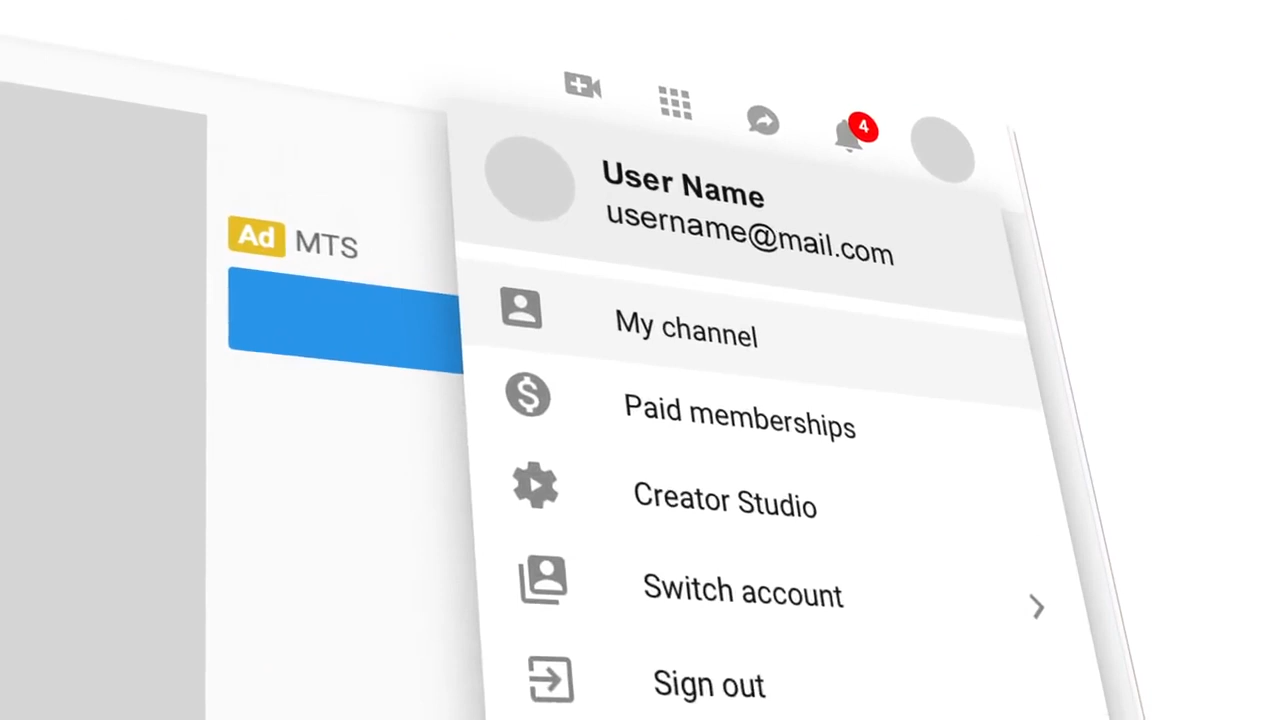 4
User Name
username@mail.com
Ad MTS
My channel
Paid memberships
Creator Studio
Switch account
Sign out